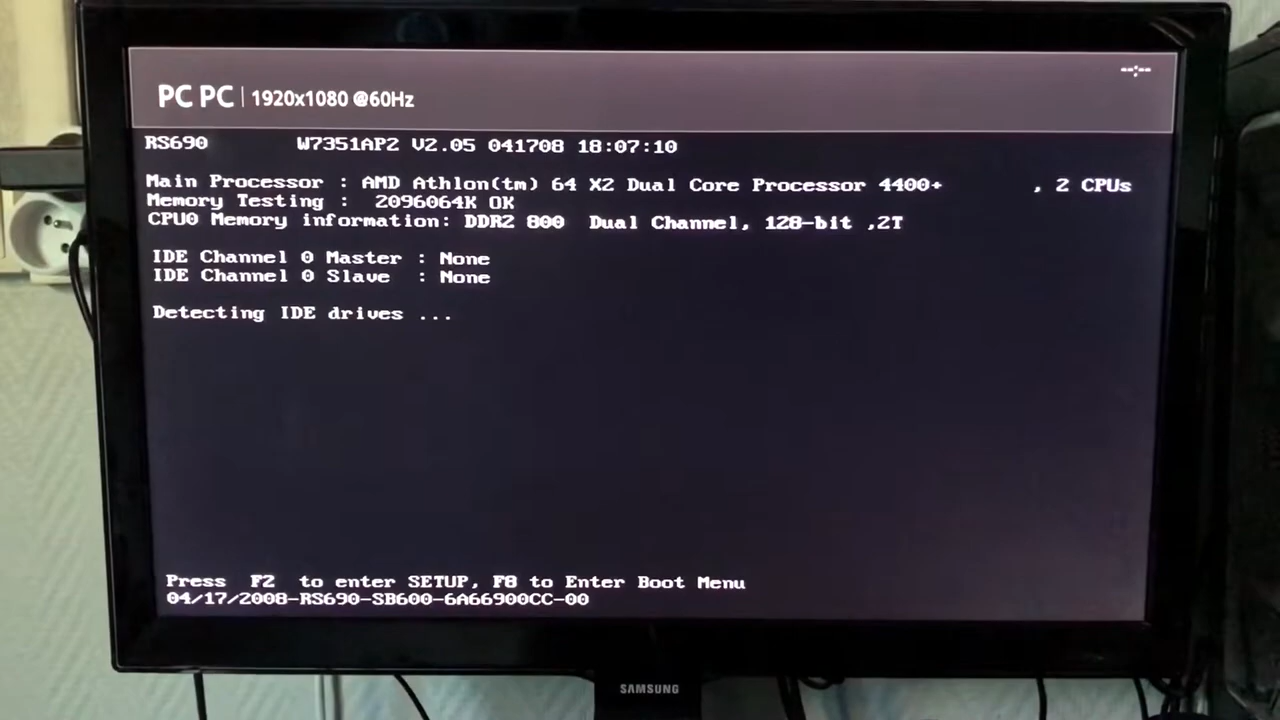 --:--
PC PC | 1920x1080 @60Hz
RS690 W7351AP2 V2.05 041708 18:07:10
Main Processor : AMD Athlon(tm) 64 X2 Dual Core Processor 4400+ , 2 CPUs
Memory Testing : 2096064K OK
CPU0 Memory information: DDR2 800 Dual Channel, 128-bit ,2T
IDE Channel 0 Master : None
IDE Channel 0 Slave : None
Detecting IDE drives ...
Press F2 to enter SETUP, F8 to Enter Boot Menu
04/17/2008-RS690-SB600-6A66900CC-00
SAMSUNG